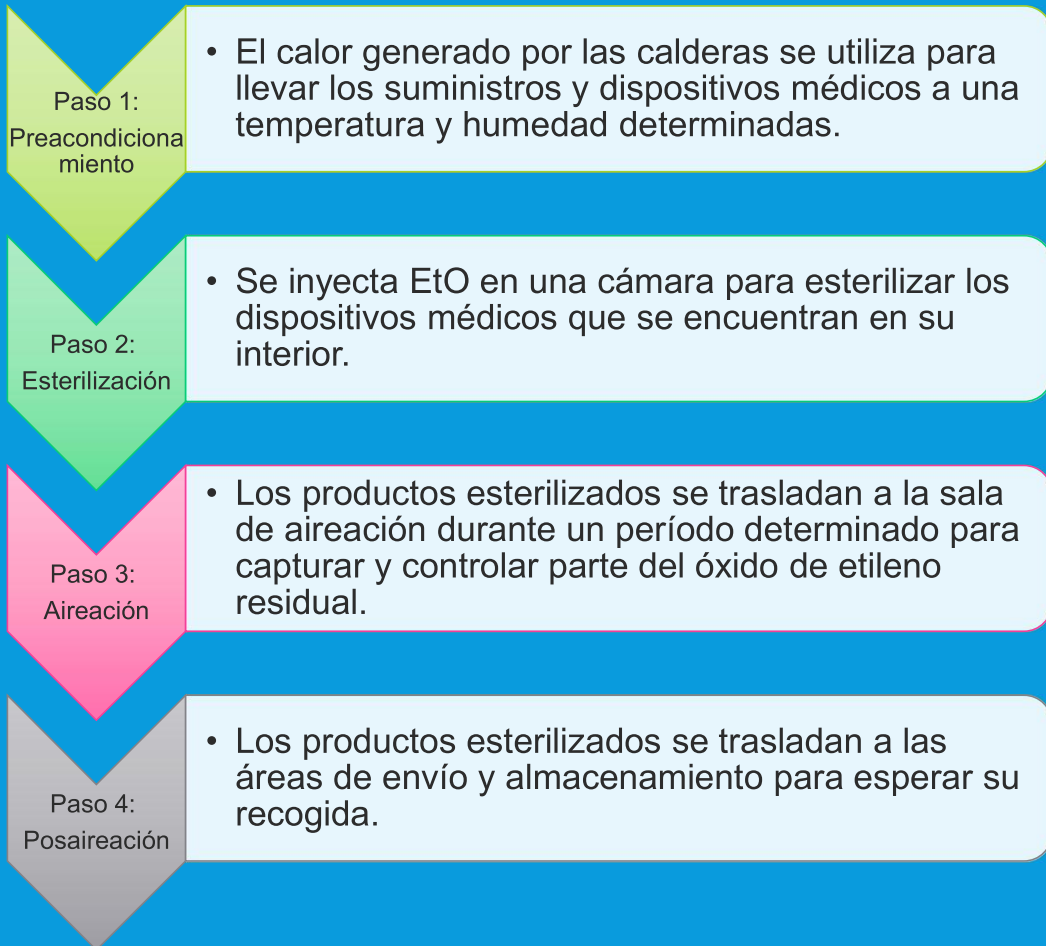 Paso 1:
Preacondiciona
miento
• El calor generado por las calderas se utiliza para
llevar los suministros y dispositivos médicos a una
temperatura y humedad determinadas.
Paso 2:
Esterilización
• Se inyecta EtO en una cámara para esterilizar los
dispositivos médicos que se encuentran en su
interior.
Paso 3:
Aireación
• Los productos esterilizados se trasladan a la sala
de aireación durante un período determinado para
capturar y controlar parte del óxido de etileno
residual.
Paso 4:
Posaireación
• Los productos esterilizados se trasladan a las
áreas de envío y almacenamiento para esperar su
recogida.